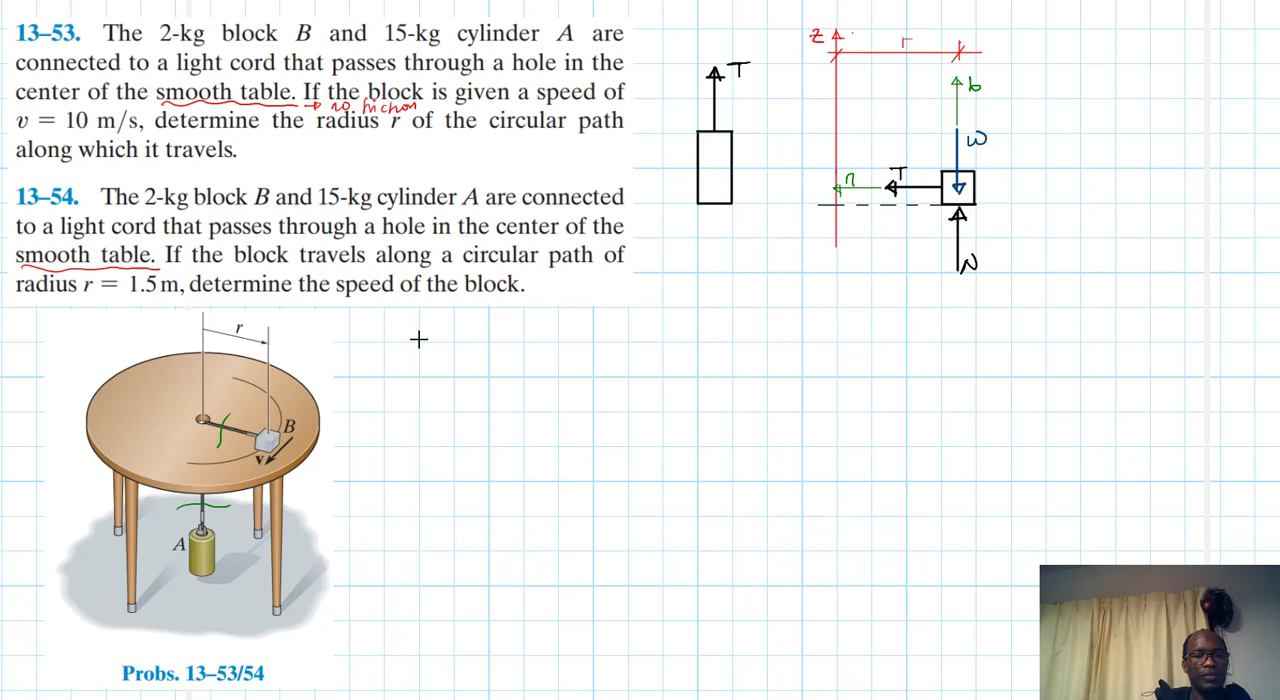 13–53. The 2-kg block B and 15-kg cylinder A are
connected to a light cord that passes through a hole in the
center of the smooth table. If the block is given a speed of
→ no friction
v = 10 m/s, determine the radius r of the circular path
along which it travels.
13–54. The 2-kg block B and 15-kg cylinder A are connected
to a light cord that passes through a hole in the center of the
smooth table. If the block travels along a circular path of
radius r = 1.5 m, determine the speed of the block.
r
B
v
A
Probs. 13–53/54
T
z
r
b
W
n
T
N